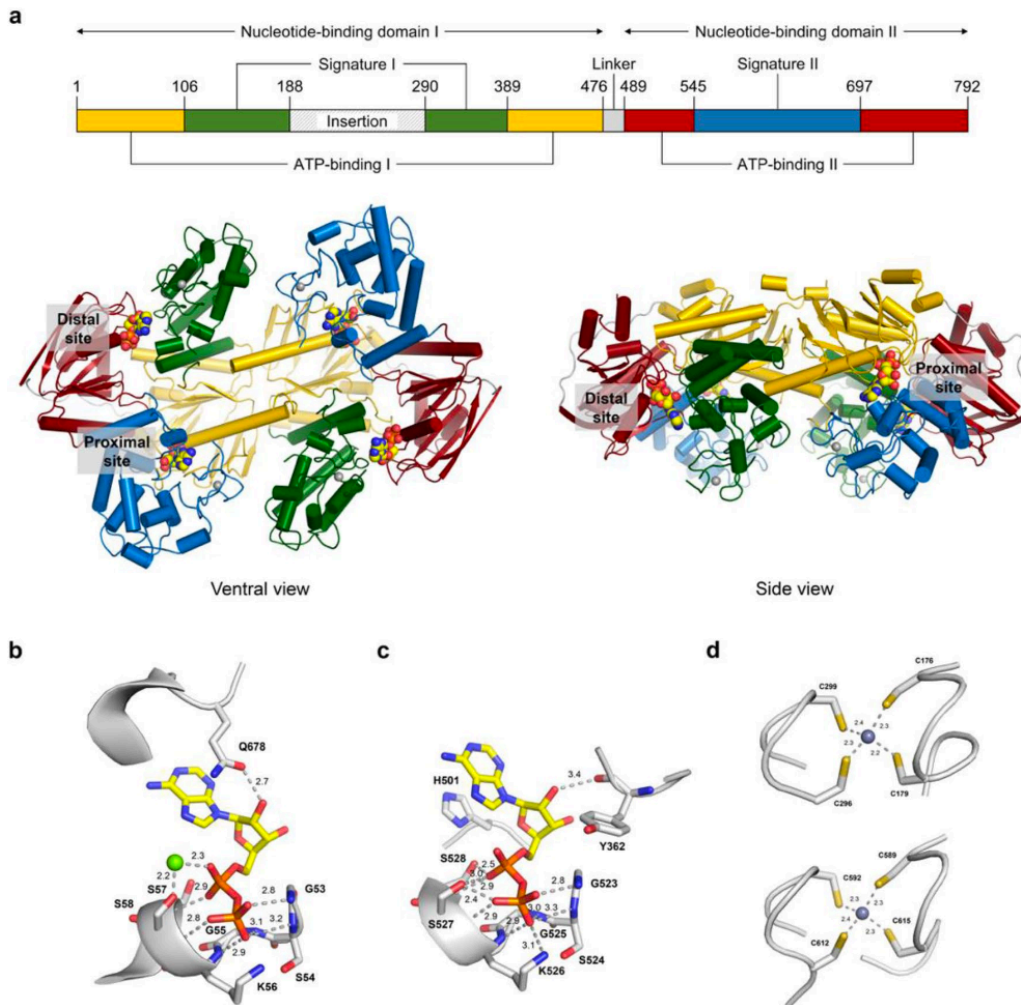 a
Nucleotide-binding domain I Nucleotide-binding domain II
Signature I Linker Signature II
1 106 188 290 389 476 489 545 697 792
Insertion
ATP-binding I ATP-binding II
Distal
site
Proximal
site
Distal
site
Proximal
site
Ventral view Side view
b
Q678
2.7
2.3
2.2
S57
S58
2.9
2.8
G53
2.8
G55
3.1
3.2
2.9
K56
S54
c
3.4
H501
Y362
S528
2.5
3.0
2.9
2.4
S527
2.8
G523
2.9
2.9
3.0
3.3
G525
3.1
S524
K526
d
C299
C176
2.4
2.3
2.3
2.2
C296
C179
C592
C589
2.3
2.3
2.4
2.3
C612
C615